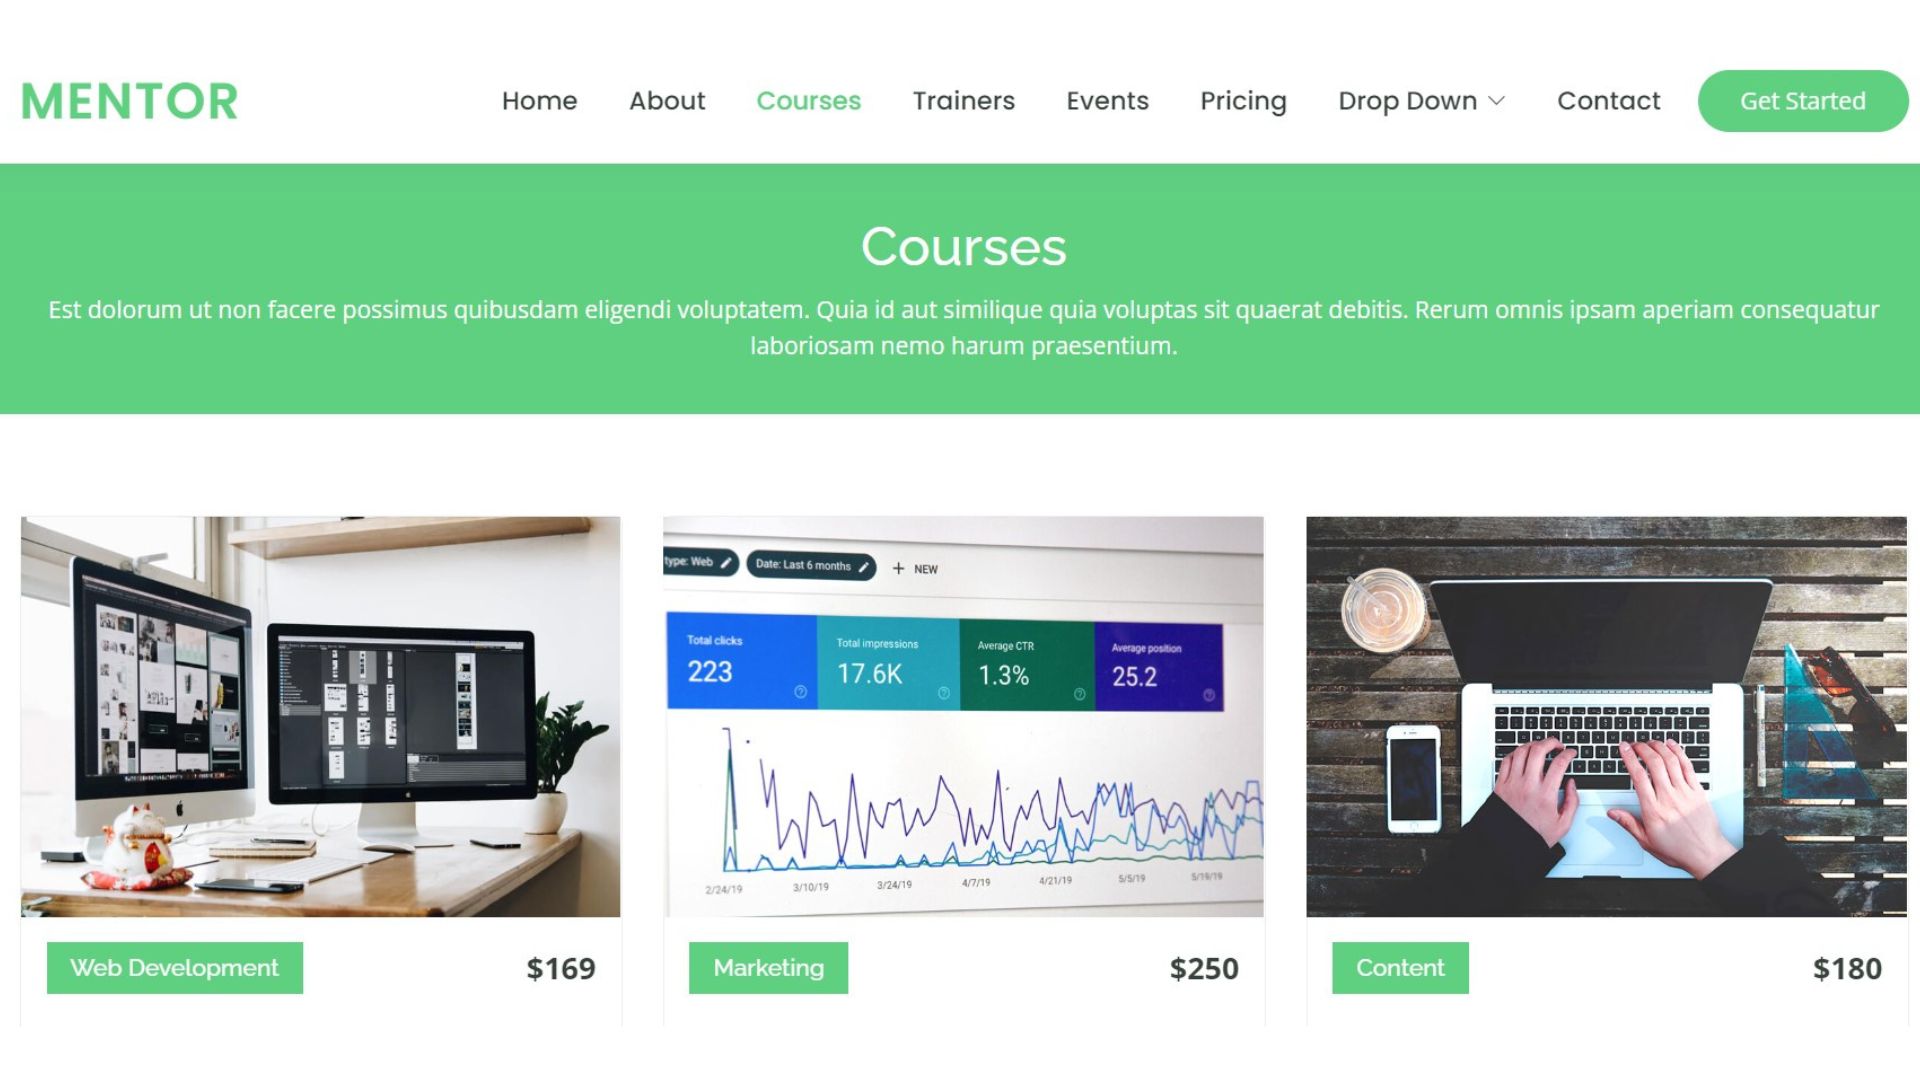 MENTOR
Home About Courses Trainers Events Pricing Drop Down Contact Get Started
Courses
Est dolorum ut non facere possimus quibusdam eligendi voluptatem. Quia id aut similique quia voluptas sit quaerat debitis. Rerum omnis ipsam aperiam consequatur
laboriosam nemo harum praesentium.
type: Web Date: Last 6 months + NEW
Total clicks Total impressions Average CTR Average position
223 17.6K 1.3% 25.2
2/24/19 3/10/19 3/24/19 4/7/19 4/21/19 5/5/19 5/19/19
Web Development $169
Marketing $250
Content $180